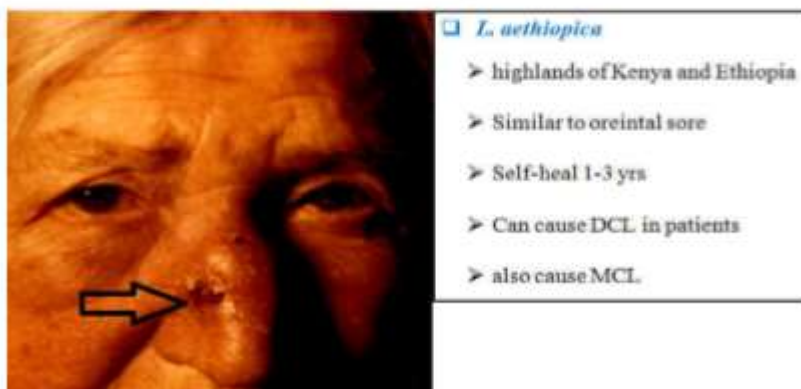 L. aethiopica
highlands of Kenya and Ethiopia
Similar to oreintal sore
Self-heal 1-3 yrs
Can cause DCL in patients
also cause MCL